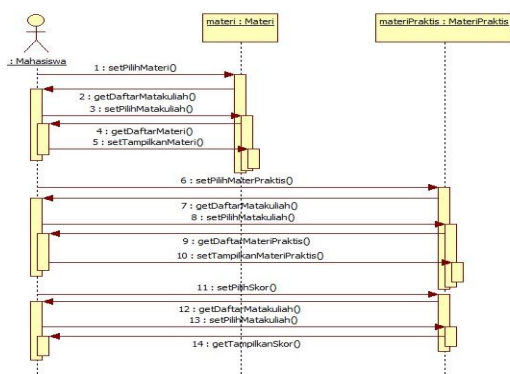 materi : Materi
materiPraktis : MateriPraktis
: Mahasiswa
1 : setPilihMateri()
2 : getDaftarMatakuliah()
3 : setPilihMatakuliah()
4 : getDaftarMateri()
5 : setTampilkanMateri()
6 : setPilihMaterPraktis()
7 : getDaftarMatakuliah()
8 : setPilihMatakuliah()
9 : getDaftarMateriPraktis()
10 : setTampilkanMateriPraktis()
11 : setPilihSkor()
12 : getDaftarMatakuliah()
13 : setPilihMatakuliah()
14 : getTampilkanSkor()